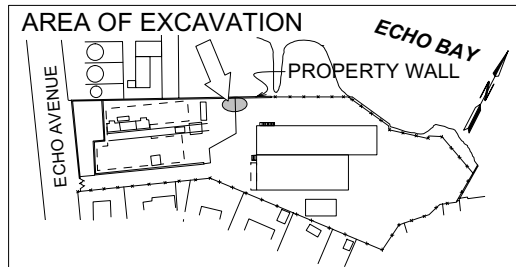 AREA OF EXCAVATION
ECHO BAY
PROPERTY WALL
ECHO AVENUE